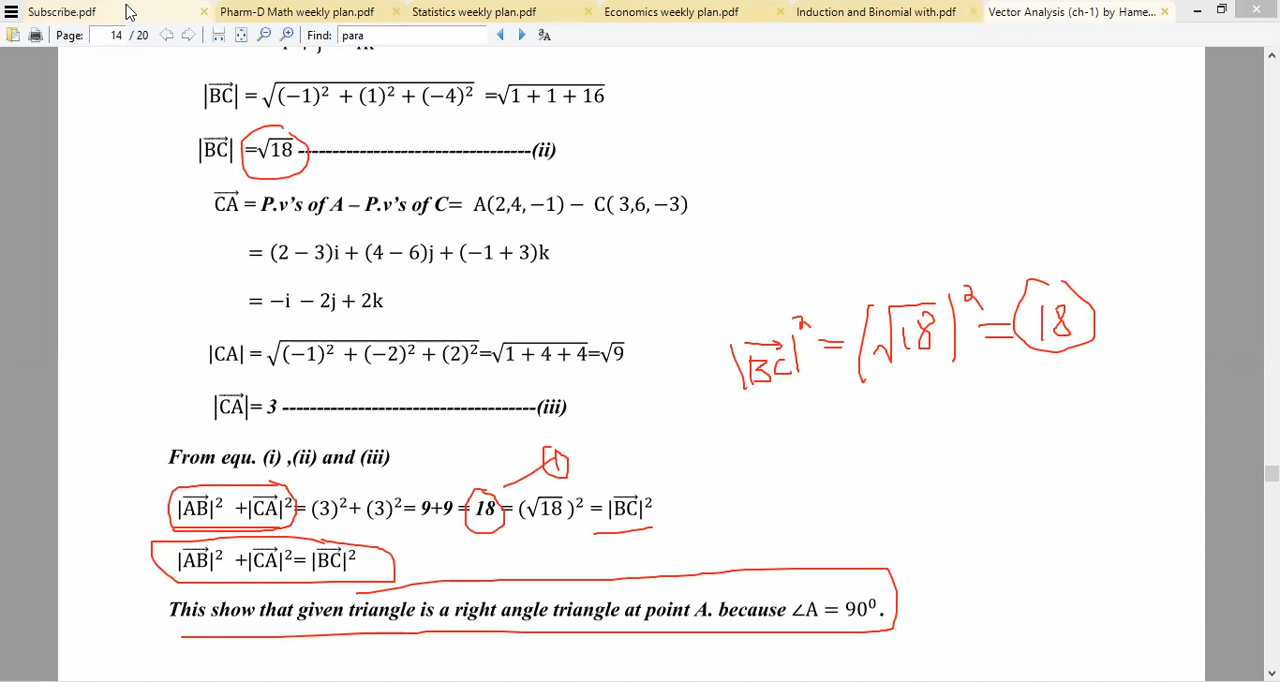 Subscribe.pdf × Pharm-D Math weekly plan.pdf × Statistics weekly plan.pdf × Economics weekly plan.pdf × Induction and Binomial with.pdf Vector Analysis (ch-1) by Hame... ×
Page: 14 / 20 Find: para
|BC| = √(−1)² + (1)² + (−4)² =√1 + 1 + 16
|BC| =√18 --------------------------------(ii)
CA = P.v's of A – P.v's of C= A(2,4, −1) − C( 3,6, −3)
= (2 − 3)i + (4 − 6)j + (−1 + 3)k
= −i − 2j + 2k
|CA| = √(−1)² + (−2)² + (2)²=√1 + 4 + 4=√9
|BC|² = (√18)² = 18
|CA|= 3 -----------------------------------(iii)
From equ. (i) ,(ii) and (iii)
|AB|² +|CA|²= (3)²+ (3)²= 9+9 = 18 = (√18 )² = |BC|²
|AB|² +|CA|²= |BC|²
This show that given triangle is a right angle triangle at point A. because ∠A = 90⁰.